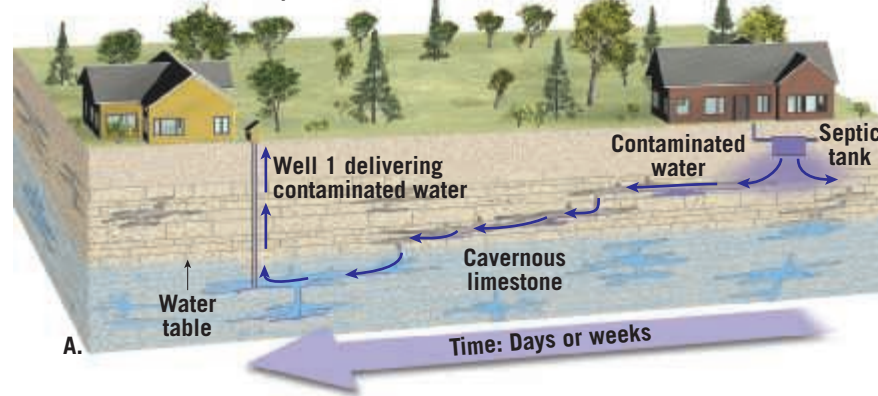 Contaminated
water
Septic
tank
Well 1 delivering
contaminated water
Cavernous
limestone
Water
table
A.
Time: Days or weeks